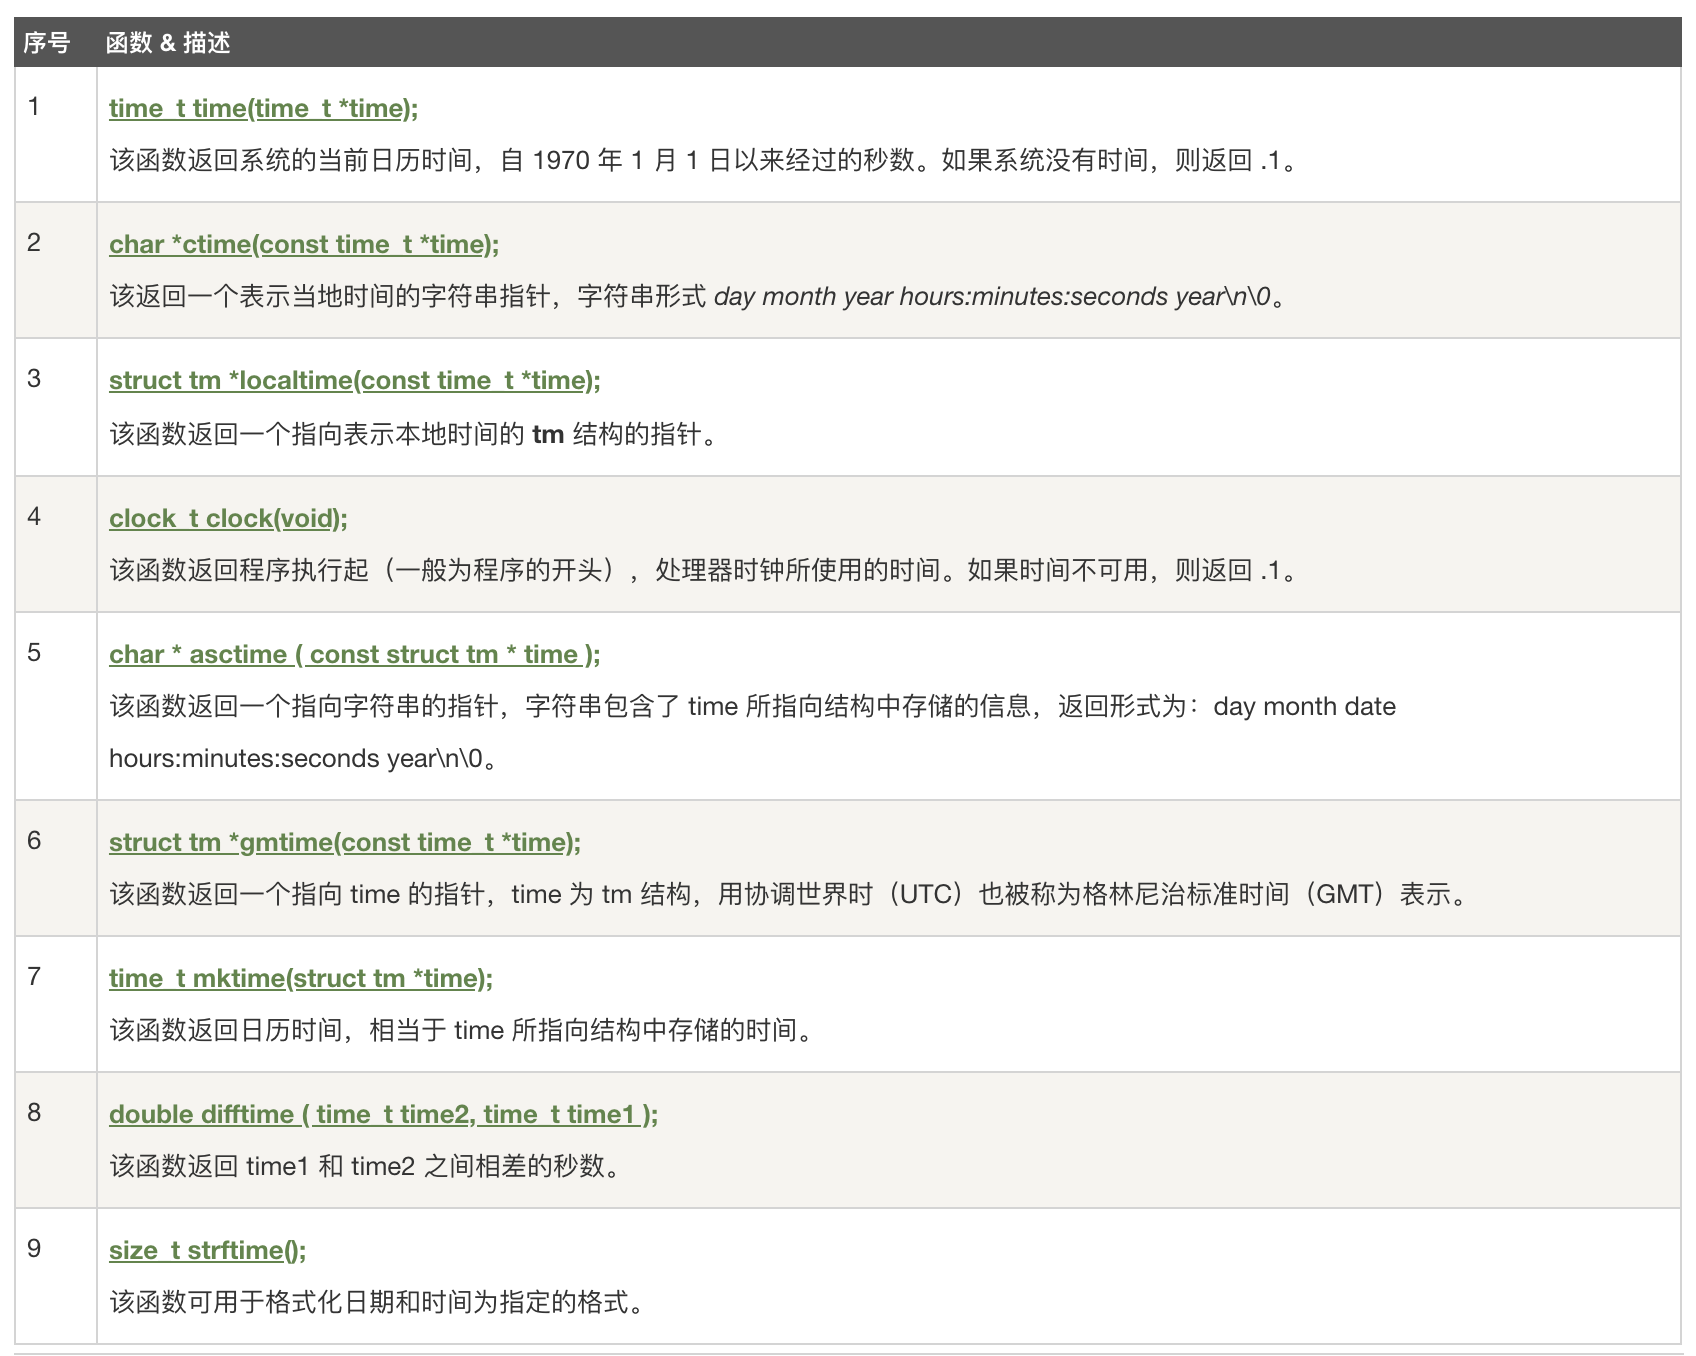 序号 函数 & 描述
1 time_t time(time_t *time);
该函数返回系统的当前日历时间，自 1970 年 1 月 1 日以来经过的秒数。如果系统没有时间，则返回 .1。
2 char *ctime(const time_t *time);
该返回一个表示当地时间的字符串指针，字符串形式 day month year hours:minutes:seconds year\n\0。
3 struct tm *localtime(const time_t *time);
该函数返回一个指向表示本地时间的 tm 结构的指针。
4 clock_t clock(void);
该函数返回程序执行起（一般为程序的开头），处理器时钟所使用的时间。如果时间不可用，则返回 .1。
5 char * asctime ( const struct tm * time );
该函数返回一个指向字符串的指针，字符串包含了 time 所指向结构中存储的信息，返回形式为：day month date
hours:minutes:seconds year\n\0。
6 struct tm *gmtime(const time_t *time);
该函数返回一个指向 time 的指针，time 为 tm 结构，用协调世界时（UTC）也被称为格林尼治标准时间（GMT）表示。
7 time_t mktime(struct tm *time);
该函数返回日历时间，相当于 time 所指向结构中存储的时间。
8 double difftime ( time_t time2, time_t time1 );
该函数返回 time1 和 time2 之间相差的秒数。
9 size_t strftime();
该函数可用于格式化日期和时间为指定的格式。